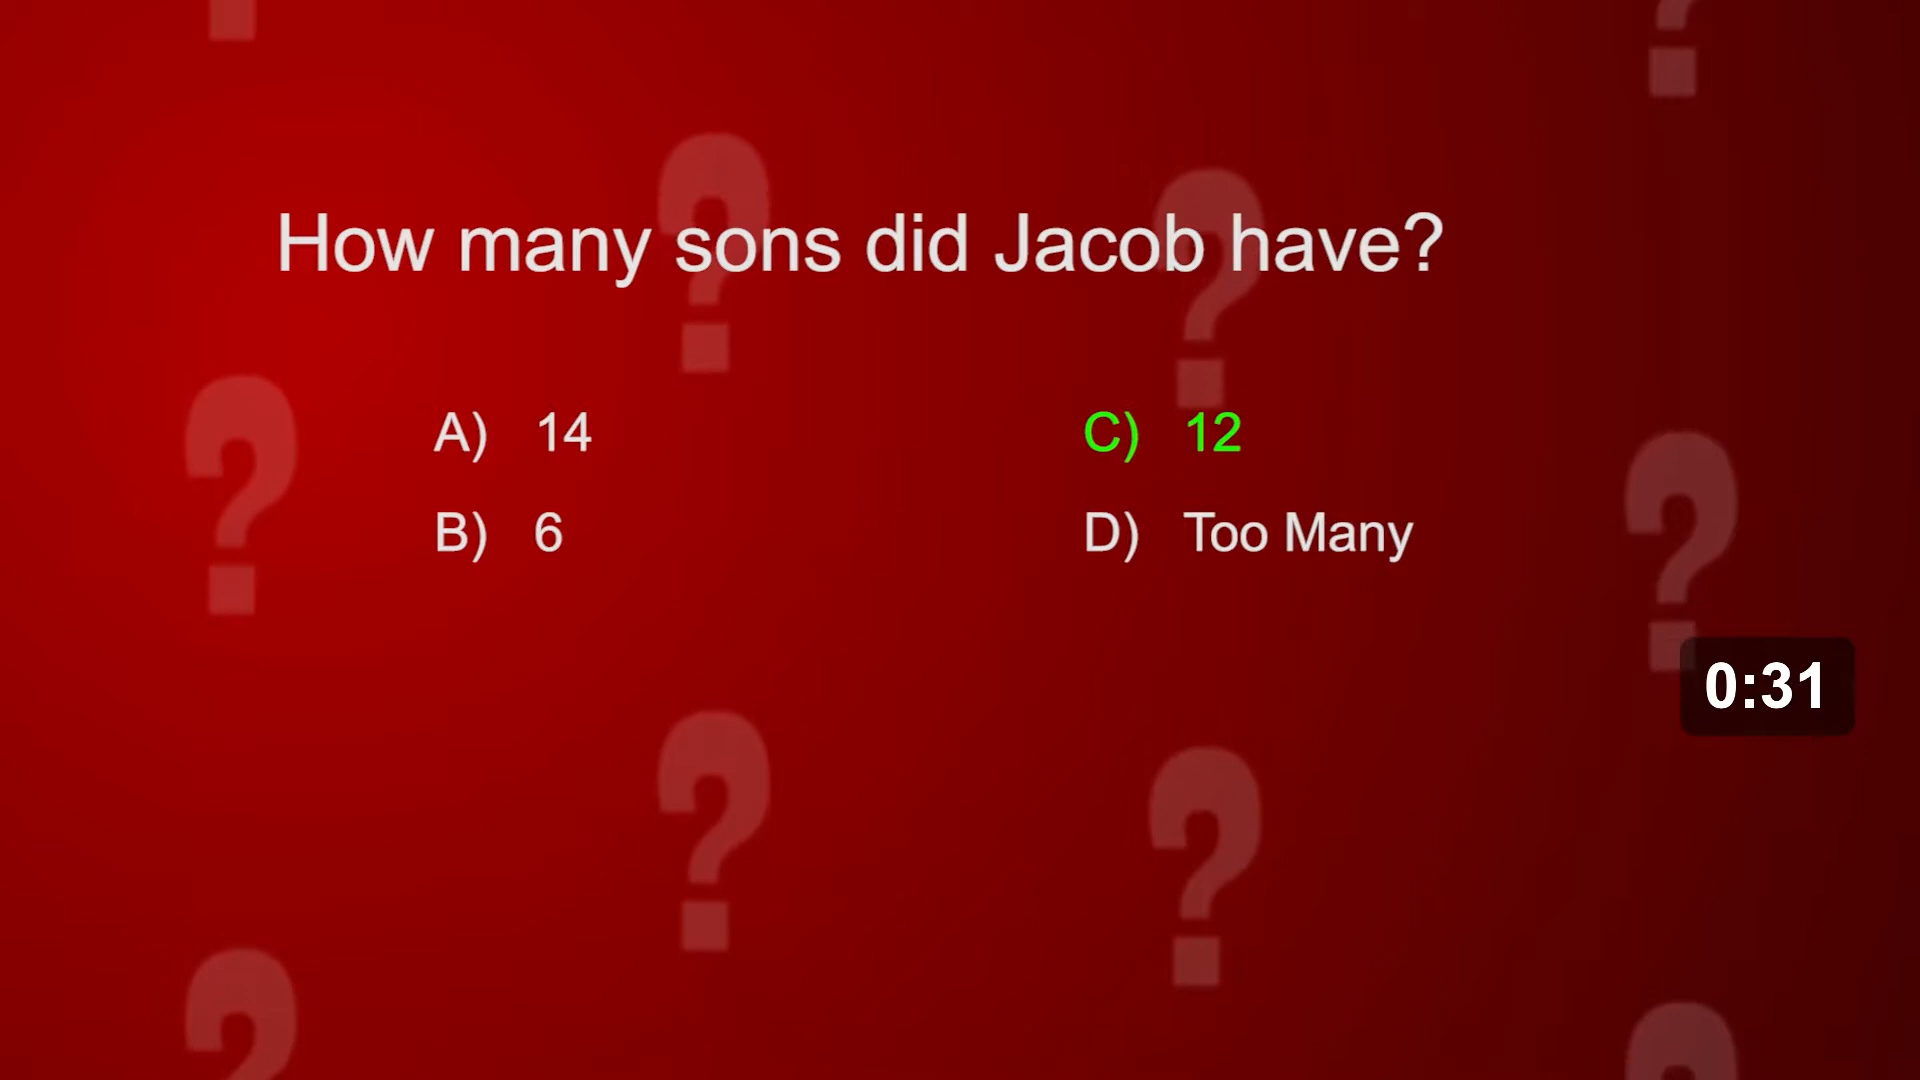 How many sons did Jacob have?
A) 14
B) 6
C) 12
D) Too Many
0:31